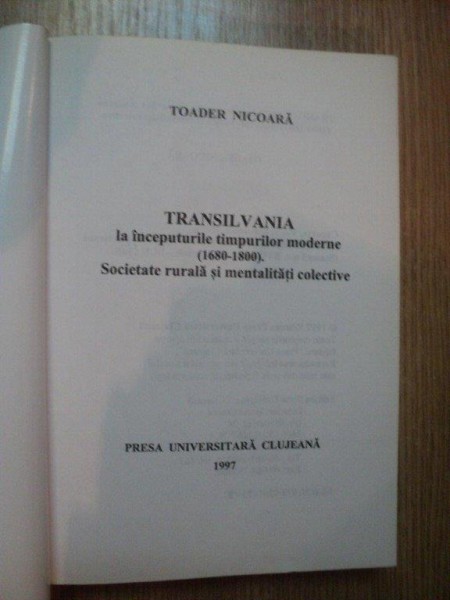 TOADER NICOARĂ
TRANSILVANIA
la începuturile timpurilor moderne
(1680-1800).
Societate rurală și mentalități colective
PRESA UNIVERSITARĂ CLUJEANĂ
1997